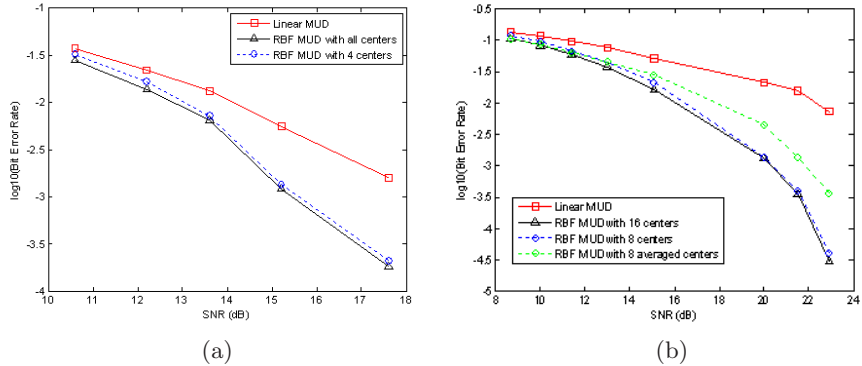 -1
-1.5
-2
-2.5
-3
-3.5
-4
10 11 12 13 14 15 16 17 18
log10(Bit Error Rate)
SNR (dB)
Linear MUD
RBF MUD with all centers
RBF MUD with 4 centers
(a)
-0.5
-1
-1.5
-2
-2.5
-3
-3.5
-4
-4.5
-5
10 12 14 16 18 20 22 24
log10(Bit Error Rate)
SNR (dB)
Linear MUD
RBF MUD with 16 centers
RBF MUD with 8 centers
RBF MUD with 8 averaged centers
(b)